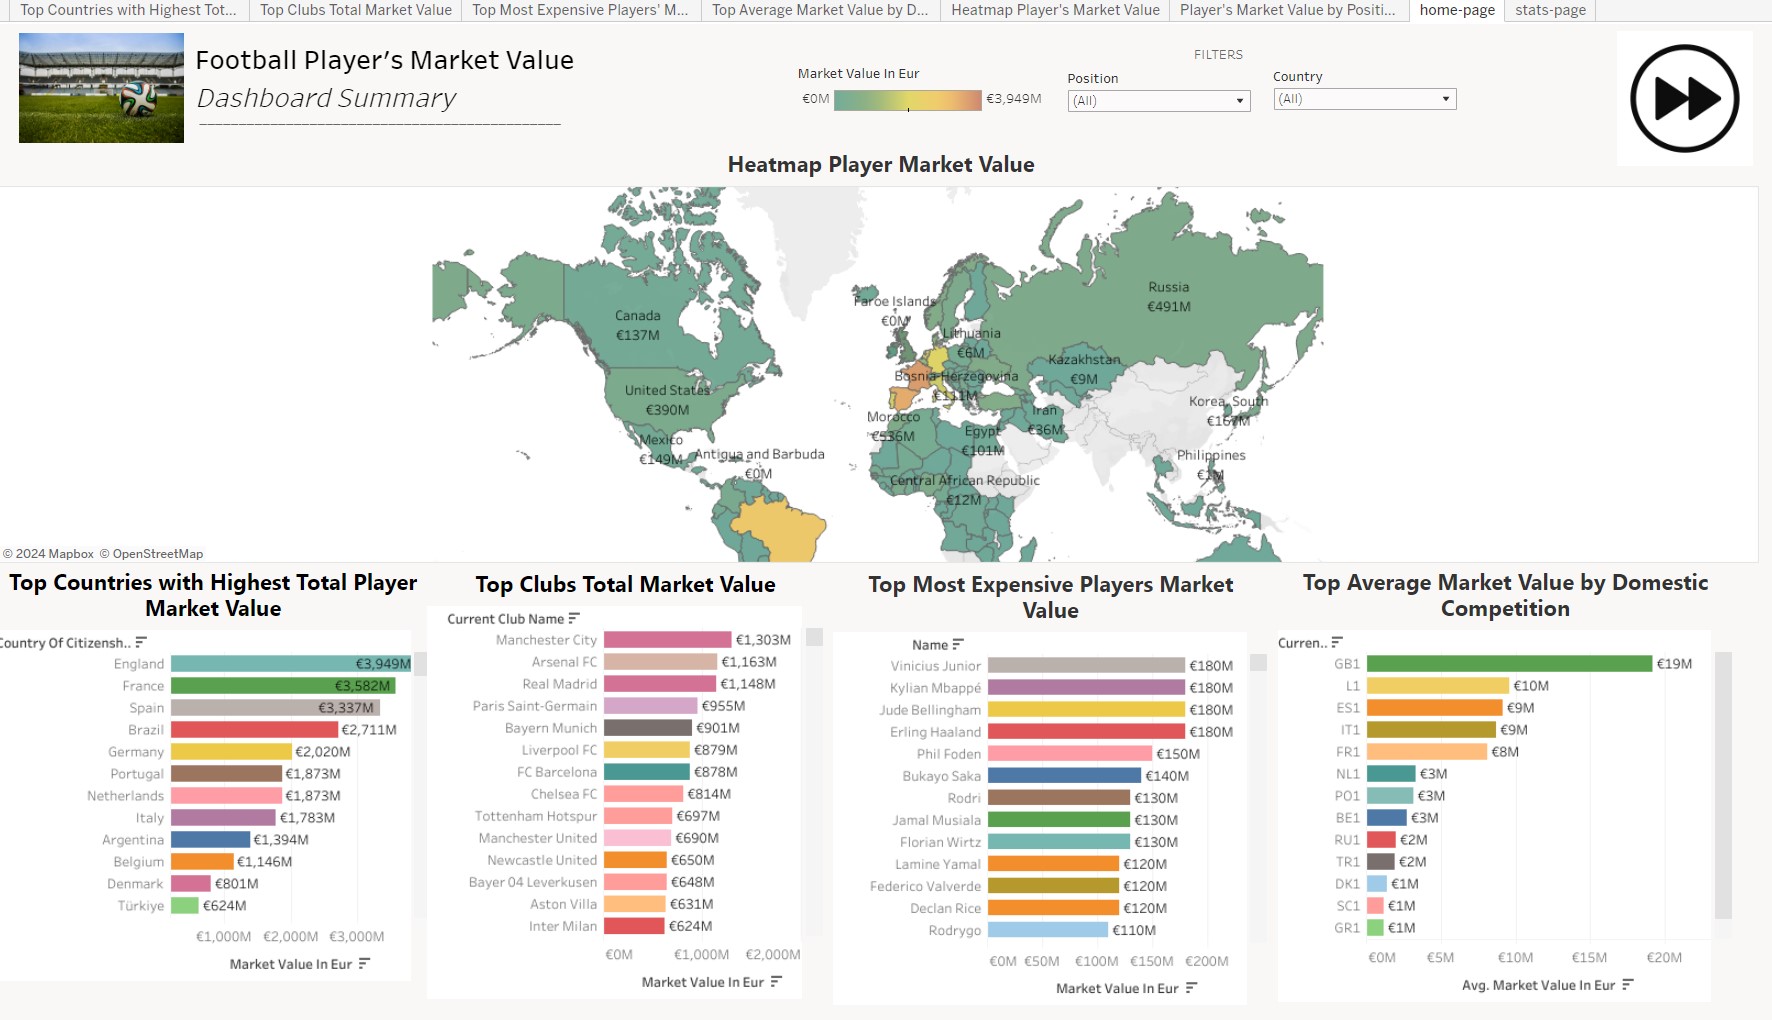 Top Countries with Highest Tot...
Top Clubs Total Market Value
Top Most Expensive Players' M...
Top Average Market Value by D...
Heatmap Player's Market Value
Player's Market Value by Positi...
home-page
stats-page
Football Player's Market Value
Dashboard Summary
FILTERS
Market Value In Eur
€0M
€3,949M
Position
(All)
Country
(All)
Heatmap Player Market Value
Canada
€137M
United States
€390M
Mexico
€149M
Antigua and Barbuda
€0M
Faroe Islands
€0M
Lithuania
€6M
Russia
€491M
Kazakhstan
€9M
Bosnia-Herzegovina
€111M
Morocco
€536M
Egypt
€101M
Iran
€36M
Korea, South
€167M
Philippines
€1M
Central African Republic
€12M
© 2024 Mapbox © OpenStreetMap
Top Countries with Highest Total Player
Market Value
Country Of Citizensh..
England €3,949M
France €3,582M
Spain €3,337M
Brazil €2,711M
Germany €2,020M
Portugal €1,873M
Netherlands €1,873M
Italy €1,783M
Argentina €1,394M
Belgium €1,146M
Denmark €801M
Türkiye €624M
€1,000M €2,000M €3,000M
Market Value In Eur
Top Clubs Total Market Value
Current Club Name
Manchester City €1,303M
Arsenal FC €1,163M
Real Madrid €1,148M
Paris Saint-Germain €955M
Bayern Munich €901M
Liverpool FC €879M
FC Barcelona €878M
Chelsea FC €814M
Tottenham Hotspur €697M
Manchester United €690M
Newcastle United €650M
Bayer 04 Leverkusen €648M
Aston Villa €631M
Inter Milan €624M
€0M €1,000M €2,000M
Market Value In Eur
Top Most Expensive Players Market
Value
Name
Vinicius Junior €180M
Kylian Mbappé €180M
Jude Bellingham €180M
Erling Haaland €180M
Phil Foden €150M
Bukayo Saka €140M
Rodri €130M
Jamal Musiala €130M
Florian Wirtz €130M
Lamine Yamal €120M
Federico Valverde €120M
Declan Rice €120M
Rodrygo €110M
€0M €50M €100M €150M €200M
Market Value In Eur
Top Average Market Value by Domestic
Competition
Curren..
GB1 €19M
L1 €10M
ES1 €9M
IT1 €9M
FR1 €8M
NL1 €3M
PO1 €3M
BE1 €3M
RU1 €2M
TR1 €2M
DK1 €1M
SC1 €1M
GR1 €1M
€0M €5M €10M €15M €20M
Avg. Market Value In Eur